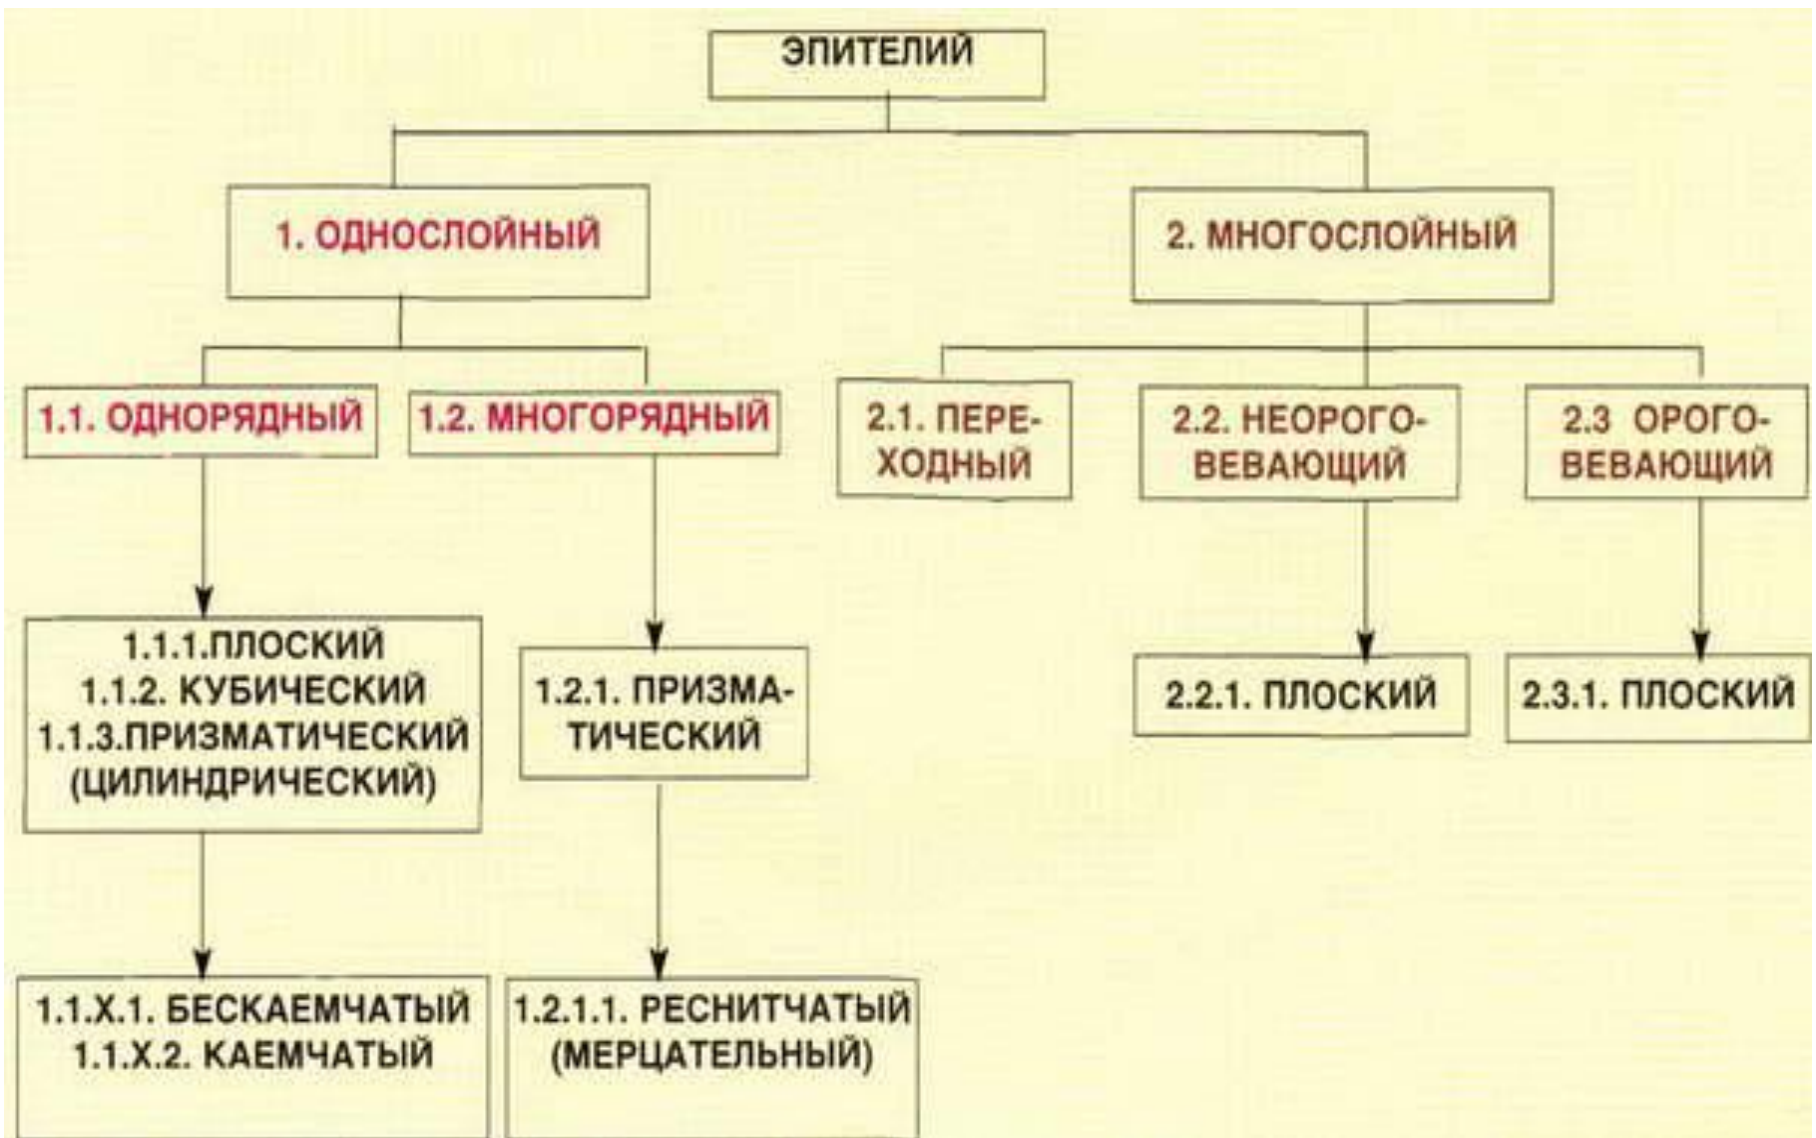 ЭПИТЕЛИЙ
1. ОДНОСЛОЙНЫЙ
2. МНОГОСЛОЙНЫЙ
1.1. ОДНОРЯДНЫЙ
1.2. МНОГОРЯДНЫЙ
2.1. ПЕРЕ-
ХОДНЫЙ
2.2. НЕОРОГО-
ВЕВАЮЩИЙ
2.3 ОРОГО-
ВЕВАЮЩИЙ
1.1.1.ПЛОСКИЙ
1.1.2. КУБИЧЕСКИЙ
1.1.3.ПРИЗМАТИЧЕСКИЙ
(ЦИЛИНДРИЧЕСКИЙ)
1.2.1. ПРИЗМА-
ТИЧЕСКИЙ
2.2.1. ПЛОСКИЙ
2.3.1. ПЛОСКИЙ
1.1.X.1. БЕСКАЕМЧАТЫЙ
1.1.X.2. КАЕМЧАТЫЙ
1.2.1.1. РЕСНИТЧАТЫЙ
(МЕРЦАТЕЛЬНЫЙ)